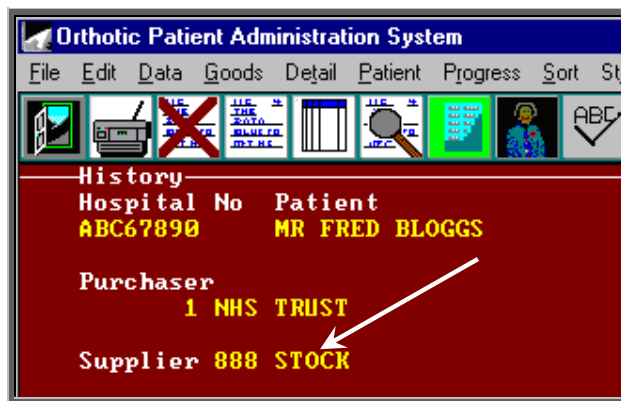 Orthotic Patient Administration System
File Edit Data Goods Detail Patient Progress Sort St
ABC
History
Hospital No Patient
ABC67890 MR FRED BLOGGS
Purchaser
1 NHS TRUST
Supplier 888 STOCK